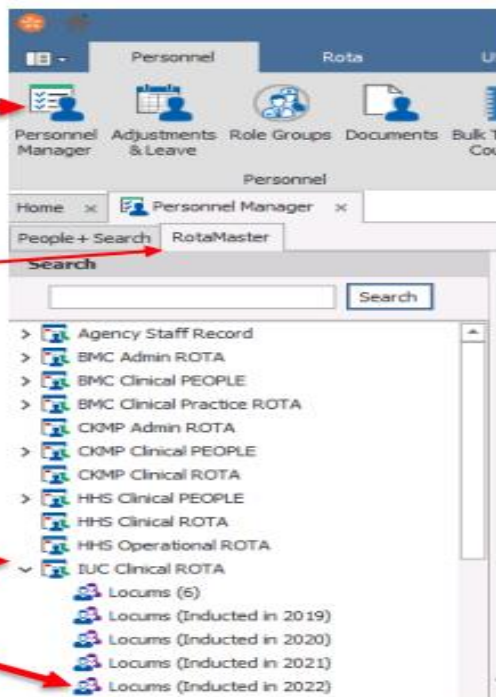 Personnel Rota U
Personnel Manager
Adjustments & Leave
Role Groups
Documents
Bulk T
Cou
Personnel
Home × Personnel Manager ×
People + Search RotaMaster
Search
Search
Agency Staff Record
BMC Admin ROTA
BMC Clinical PEOPLE
BMC Clinical Practice ROTA
CKMP Admin ROTA
CKMP Clinical PEOPLE
CKMP Clinical ROTA
HHS Clinical PEOPLE
HHS Clinical ROTA
HHS Operational ROTA
IUC Clinical ROTA
Locums (6)
Locums (Inducted in 2019)
Locums (Inducted in 2020)
Locums (Inducted in 2021)
Locums (Inducted in 2022)